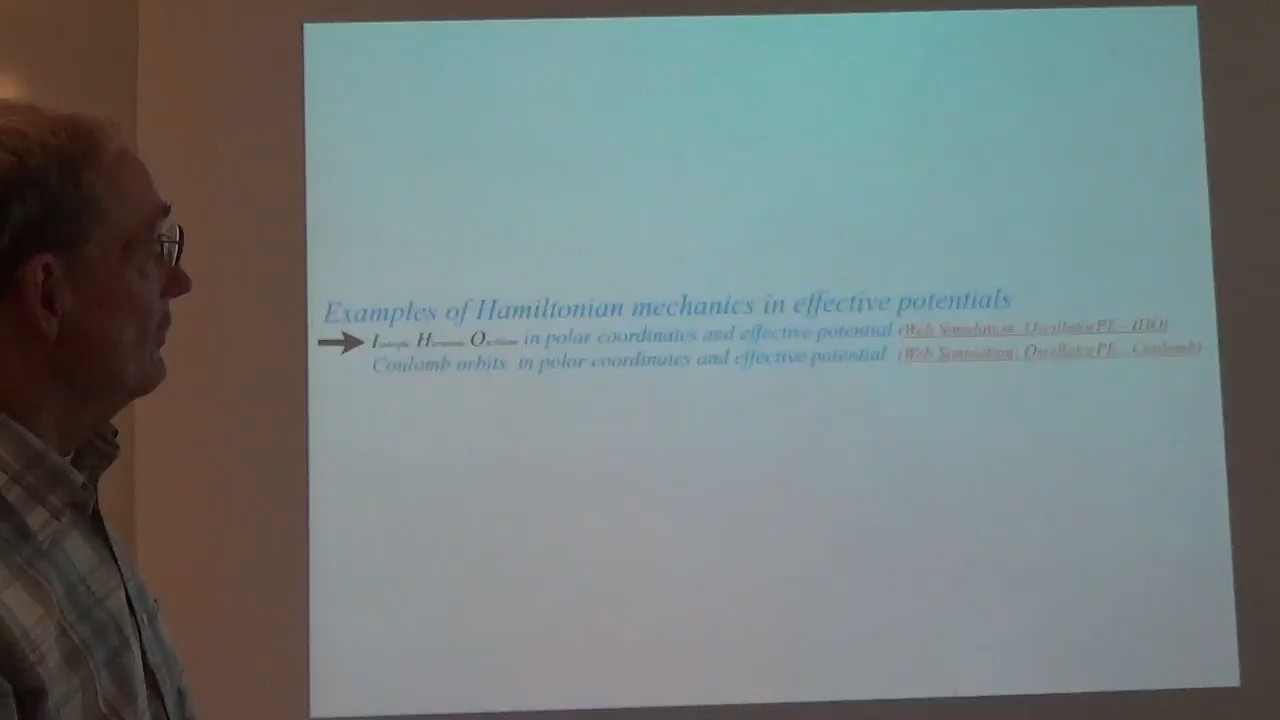 Examples of Hamiltonian mechanics in effective potentials
I H O in polar coordinates and effective potential (Web Simulation: OscillatorPE - IHO)
Coulomb orbits in polar coordinates and effective potential (Web Simulation: OscillatorPE - Coulomb)